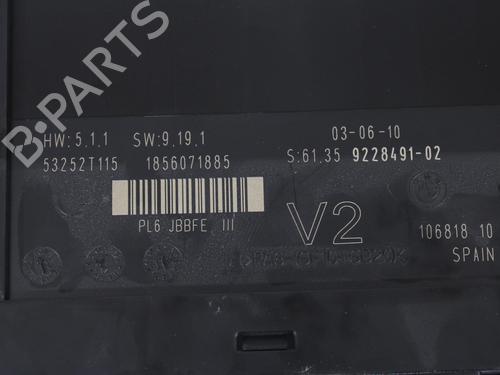 HW:5.1.1 SW:9.19.1 03-06-10
53252T115 1856071885 S:61.35 9228491-02
PL6 JBBFE III
V2
106818 10
SPAIN
B-PARTS